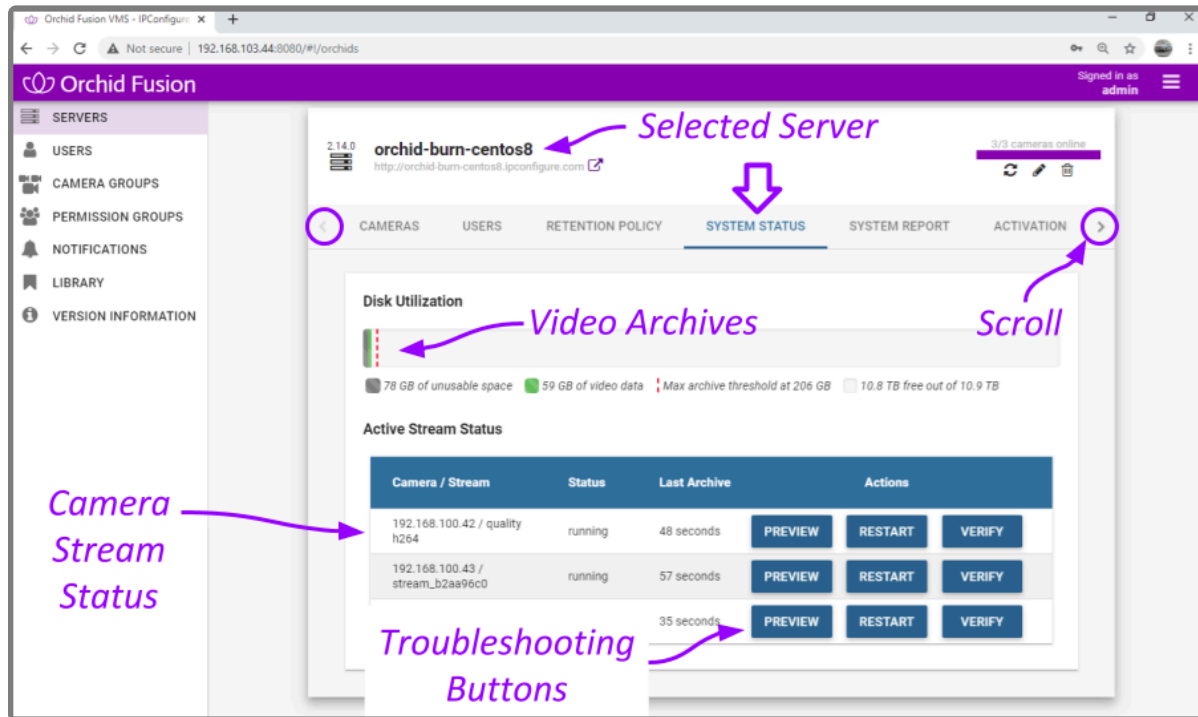 Orchid Fusion VMS - IPConfigure
Not secure | 192.168.103.44:8080/#!/orchids
Orchid Fusion
Signed in as
admin
SERVERS
USERS
CAMERA GROUPS
PERMISSION GROUPS
NOTIFICATIONS
LIBRARY
VERSION INFORMATION
2.14.0
orchid-burn-centos8
http://orchid-burn-centos8.ipconfigure.com
Selected Server
3/3 cameras online
CAMERAS USERS RETENTION POLICY SYSTEM STATUS SYSTEM REPORT ACTIVATION
Scroll
Disk Utilization
Video Archives
78 GB of unusable space 59 GB of video data Max archive threshold at 206 GB 10.8 TB free out of 10.9 TB
Active Stream Status
Camera / Stream Status Last Archive Actions
192.168.100.42 / quality
h264
running 48 seconds PREVIEW RESTART VERIFY
192.168.100.43 /
stream_b2aa96c0
running 57 seconds PREVIEW RESTART VERIFY
35 seconds PREVIEW RESTART VERIFY
Camera
Stream
Status
Troubleshooting
Buttons